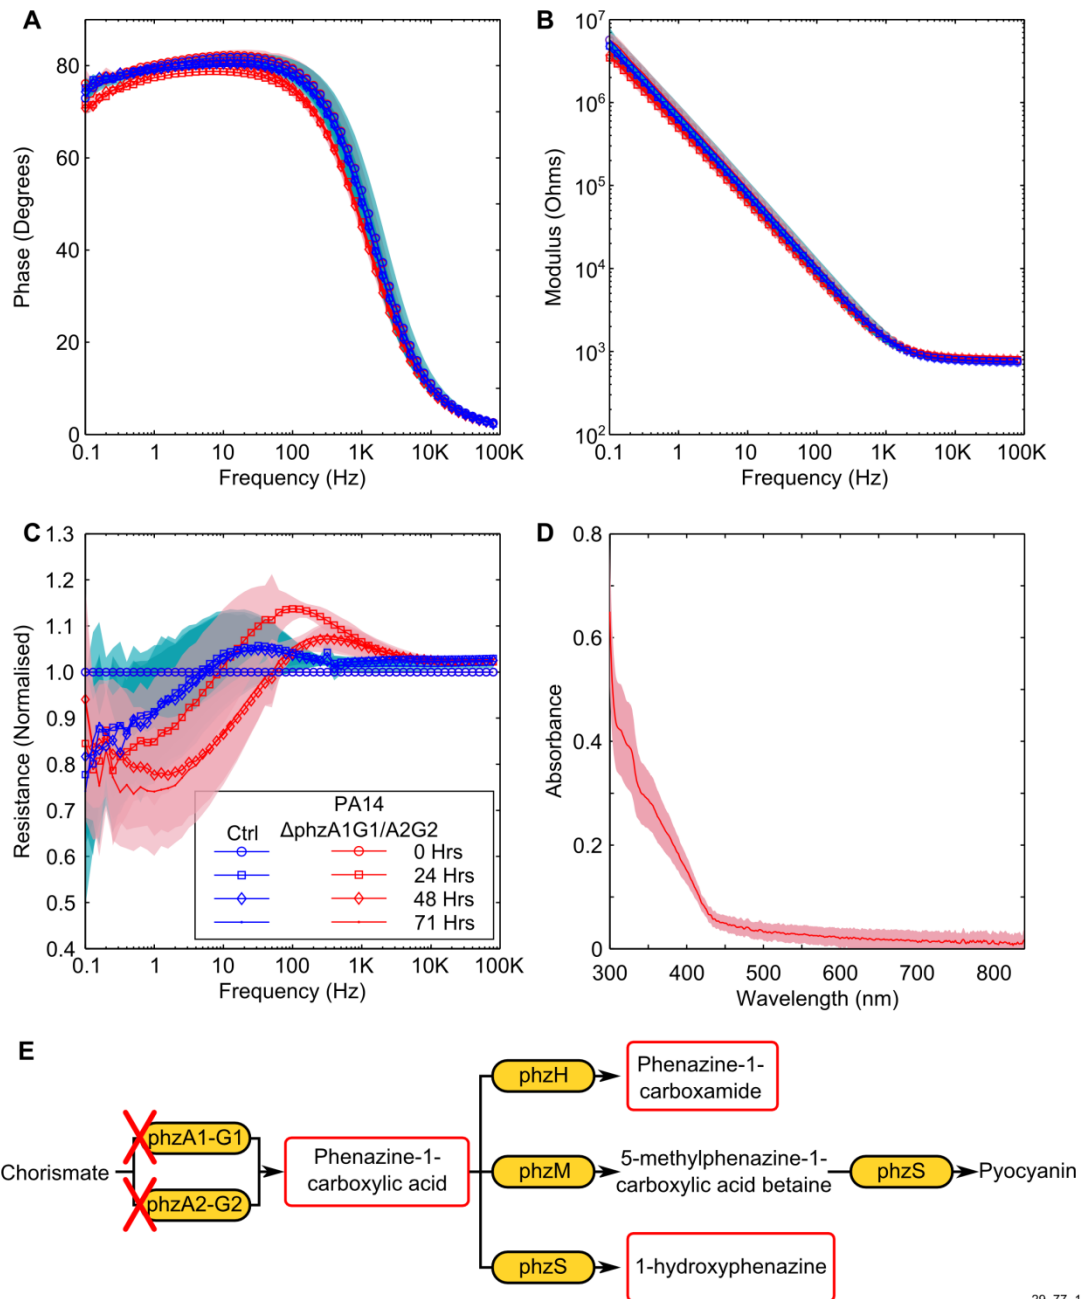 A
80
60
40
20
0
Phase (Degrees)
0.1 1 10 100 1K 10K 100K
Frequency (Hz)
B
10^7
10^6
10^5
10^4
10^3
10^2
Modulus (Ohms)
0.1 1 10 100 1K 10K 100K
Frequency (Hz)
C
1.3
1.2
1.1
1.0
0.9
0.8
0.7
0.6
0.5
0.4
Resistance (Normalised)
PA14
Ctrl ΔphzA1G1/A2G2
0 Hrs
24 Hrs
48 Hrs
71 Hrs
0.1 1 10 100 1K 10K 100K
Frequency (Hz)
D
0.8
0.6
0.4
0.2
0
Absorbance
300 400 500 600 700 800
Wavelength (nm)
E
Chorismate
phzA1-G1
phzA2-G2
Phenazine-1-
carboxylic acid
phzH
Phenazine-1-
carboxamide
phzM
5-methylphenazine-1-
carboxylic acid betaine
phzS
Pyocyanin
phzS
1-hydroxyphenazine